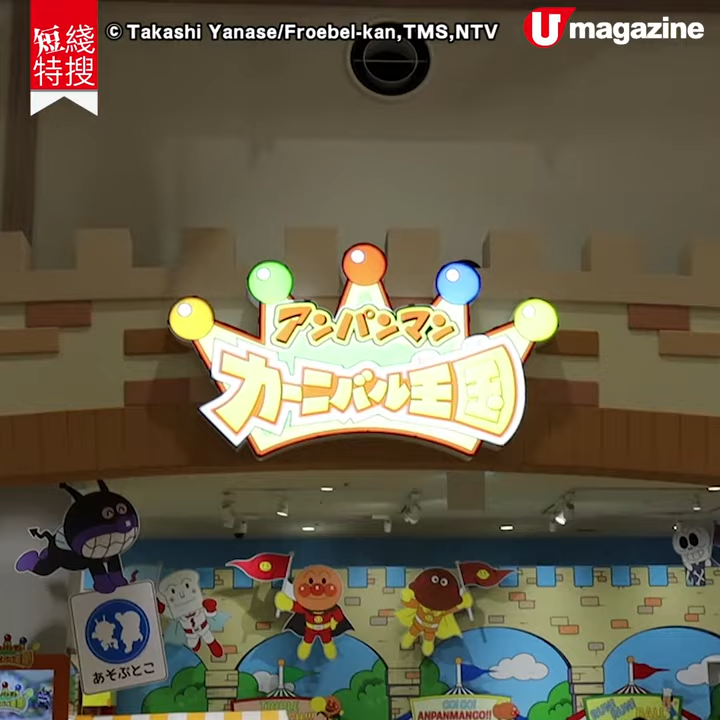 短綫
特搜
© Takashi Yanase/Froebel-kan,TMS,NTV
U magazine
アンパンマン
カーニバル王国
あそぶとこ
GO! GO!
ANPANMANGO!!